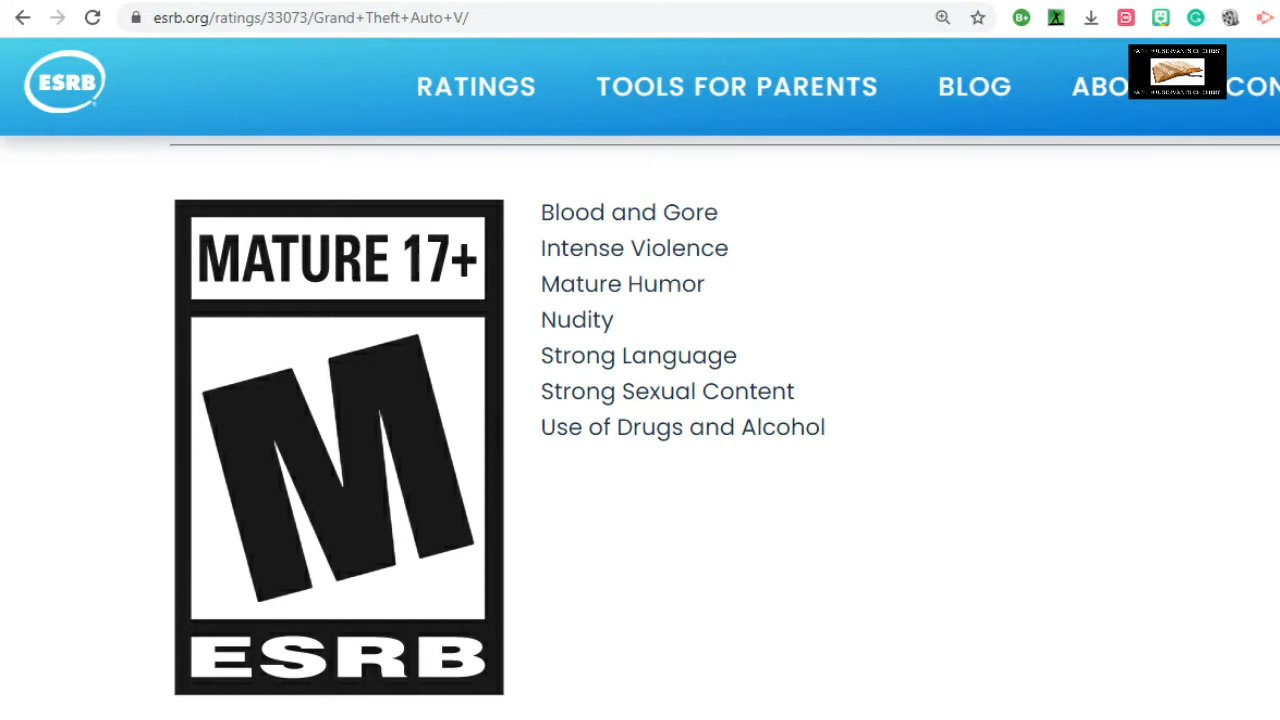 esrb.org/ratings/33073/Grand+Theft+Auto+V/
ESRB
RATINGS
TOOLS FOR PARENTS
BLOG
ABO
CON
MATURE 17+
M
ESRB
Blood and Gore
Intense Violence
Mature Humor
Nudity
Strong Language
Strong Sexual Content
Use of Drugs and Alcohol